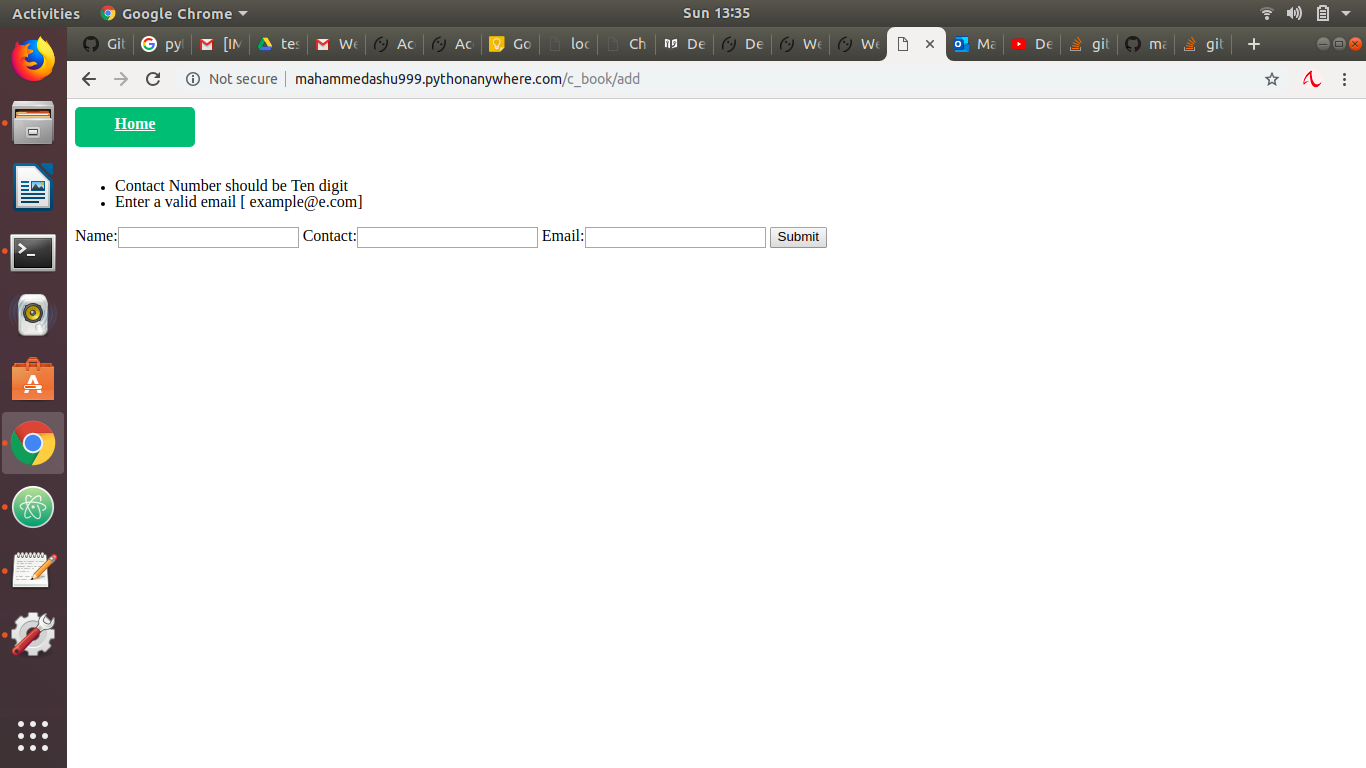 Activities Google Chrome Sun 13:35
Git pyt [IM tes We Ac Ac Go loc Ch De De We We Ma De git ma git
Not secure mahammedashu999.pythonanywhere.com/c_book/add
Home
Contact Number should be Ten digit
Enter a valid email [ example@e.com]
Name: Contact: Email: Submit